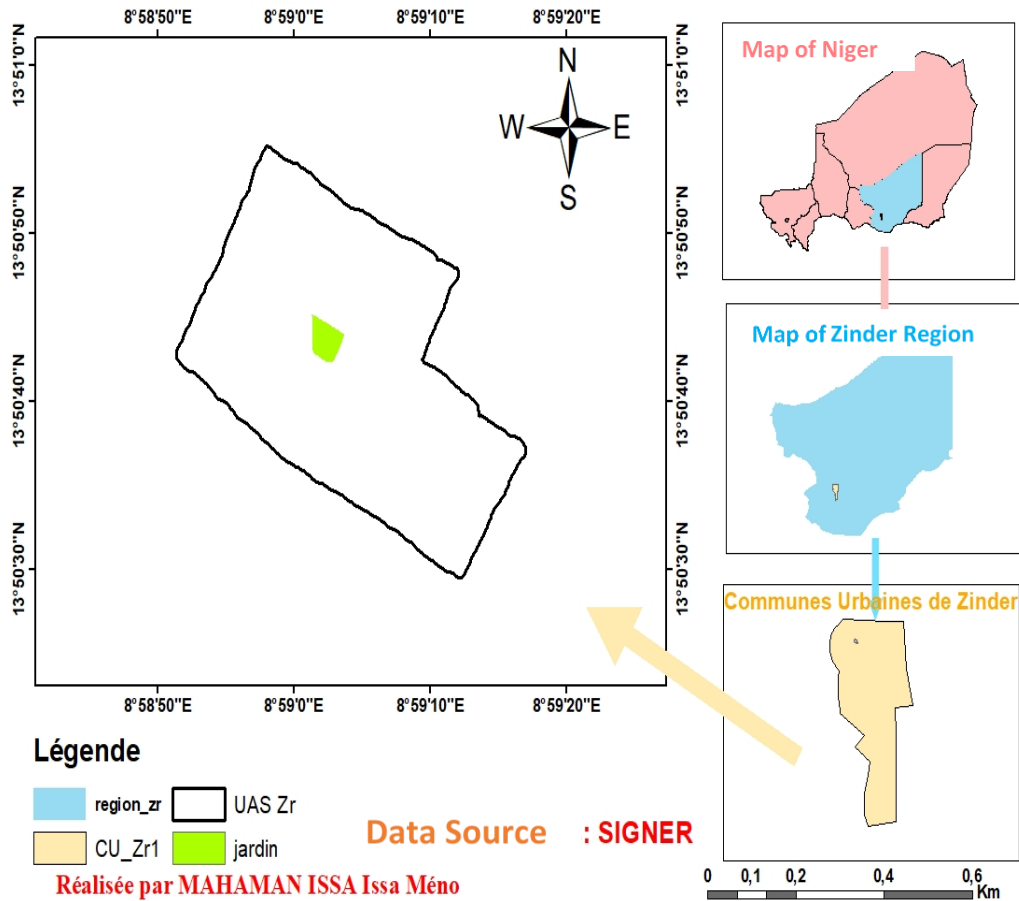 8°58'50"E 8°59'0"E 8°59'10"E 8°59'20"E
13°51'0"N 13°51'0"N
13°50'50"N 13°50'50"N
13°50'40"N 13°50'40"N
13°50'30"N 13°50'30"N
N
W E
S
8°58'50"E 8°59'0"E 8°59'10"E 8°59'20"E
Map of Niger
Map of Zinder Region
Communes Urbaines de Zinder
Légende
region_zr UAS Zr
CU_Zr1 jardin
Data Source : SIGNER
Réalisée par MAHAMAN ISSA Issa Méno
0 0,1 0,2 0,4 0,6
Km